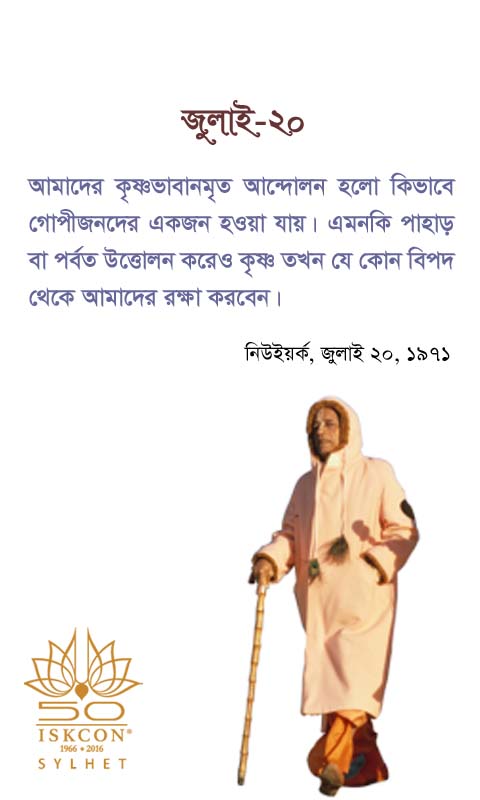 জুলাই-২০
আমাদের কৃষ্ণভাবানমৃত আন্দোলন হলো কিভাবে
গোপীজনদের একজন হওয়া যায়। এমনকি পাহাড়
বা পর্বত উত্তোলন করেও কৃষ্ণ তখন যে কোন বিপদ
থেকে আমাদের রক্ষা করবেন।
নিউইয়র্ক, জুলাই ২০, ১৯৭১
50
ISKCON®
1966 • 2016
SYLHET